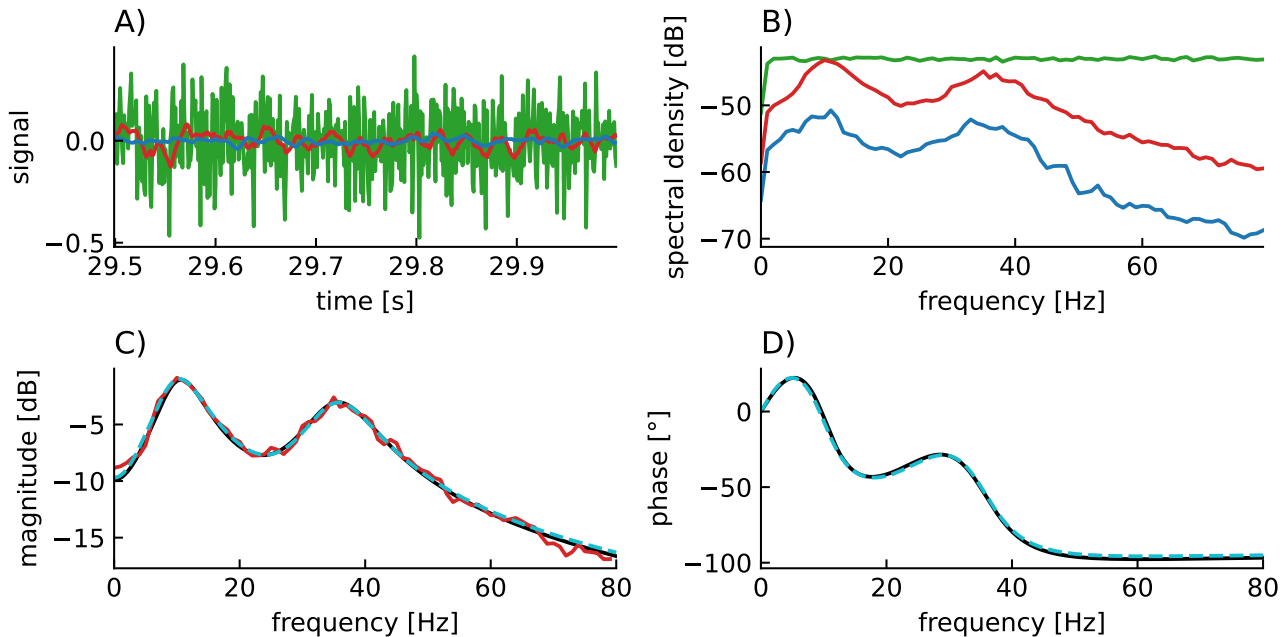 A)
signal
0.0
−0.5
29.5 29.6 29.7 29.8 29.9
time [s]
B)
spectral density [dB]
−50
−60
−70
0 20 40 60
frequency [Hz]
C)
magnitude [dB]
−5
−10
−15
0 20 40 60 80
frequency [Hz]
D)
phase [°]
0
−50
−100
0 20 40 60 80
frequency [Hz]